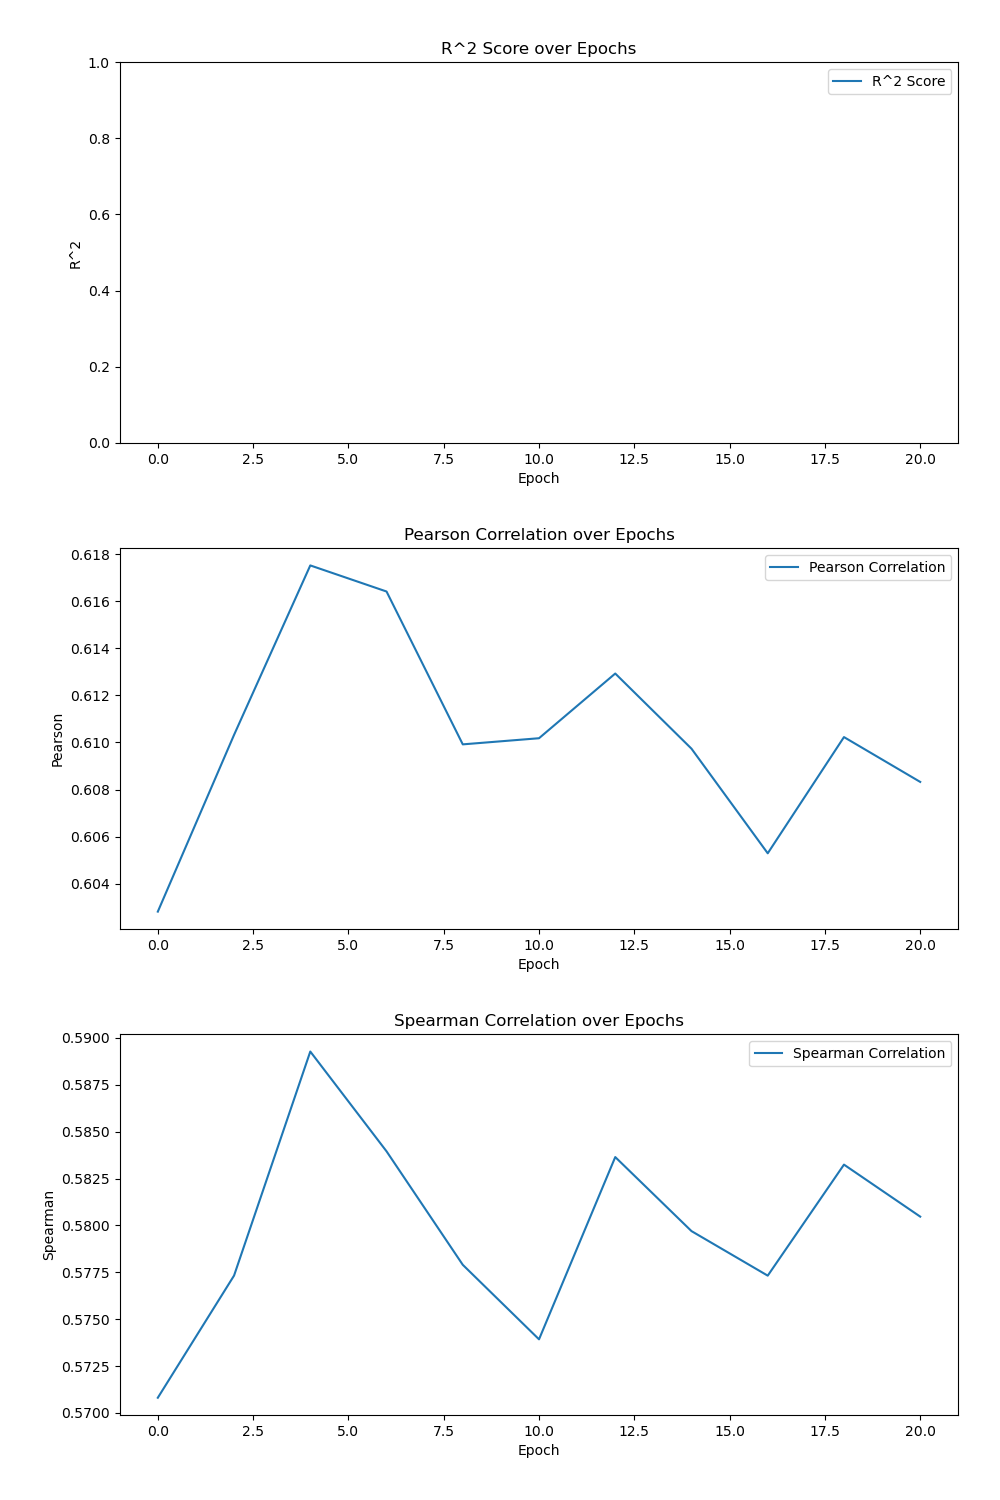 R^2 Score over Epochs
1.0
R^2 Score
0.8
0.6
R^2
0.4
0.2
0.0
0.0 2.5 5.0 7.5 10.0 12.5 15.0 17.5 20.0
Epoch
Pearson Correlation over Epochs
0.618
Pearson Correlation
0.616
0.614
0.612
Pearson
0.610
0.608
0.606
0.604
0.0 2.5 5.0 7.5 10.0 12.5 15.0 17.5 20.0
Epoch
Spearman Correlation over Epochs
0.5900
Spearman Correlation
0.5875
0.5850
0.5825
Spearman
0.5800
0.5775
0.5750
0.5725
0.5700
0.0 2.5 5.0 7.5 10.0 12.5 15.0 17.5 20.0
Epoch